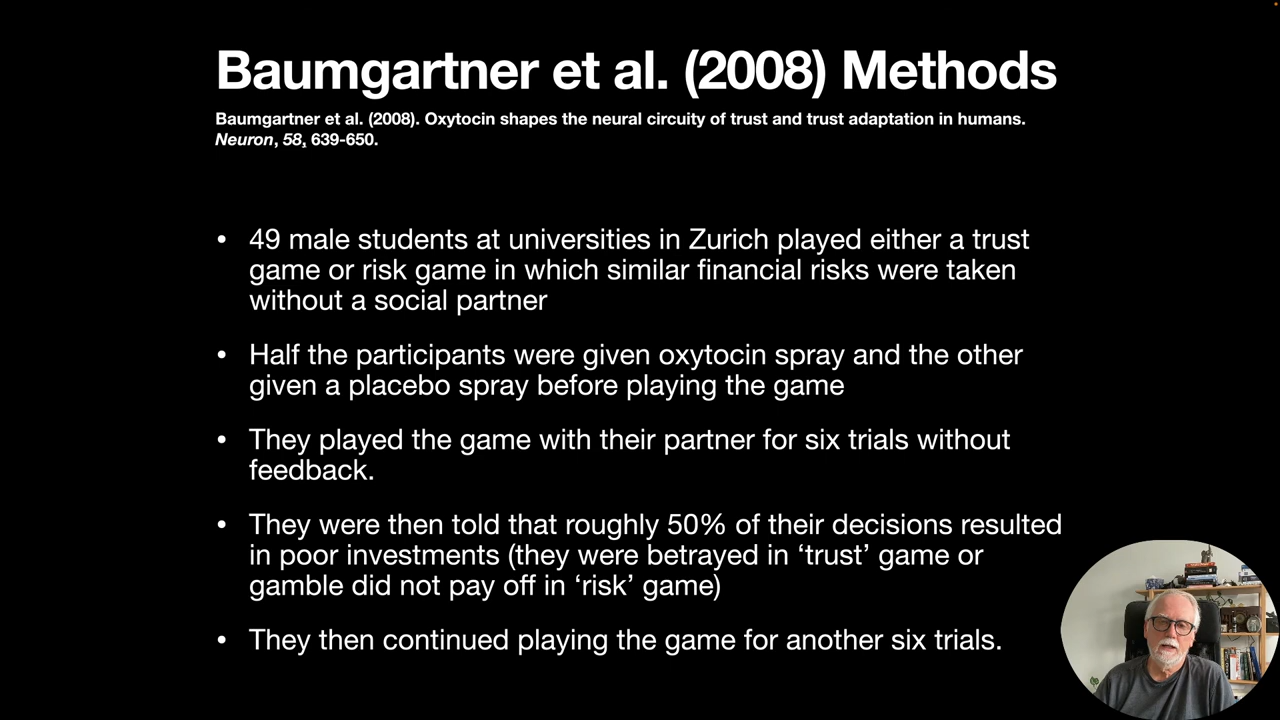 Baumgartner et al. (2008) Methods
Baumgartner et al. (2008). Oxytocin shapes the neural circuity of trust and trust adaptation in humans.
Neuron, 58, 639-650.
• 49 male students at universities in Zurich played either a trust
game or risk game in which similar financial risks were taken
without a social partner
• Half the participants were given oxytocin spray and the other
given a placebo spray before playing the game
• They played the game with their partner for six trials without
feedback.
• They were then told that roughly 50% of their decisions resulted
in poor investments (they were betrayed in ‘trust’ game or
gamble did not pay off in ‘risk’ game)
• They then continued playing the game for another six trials.